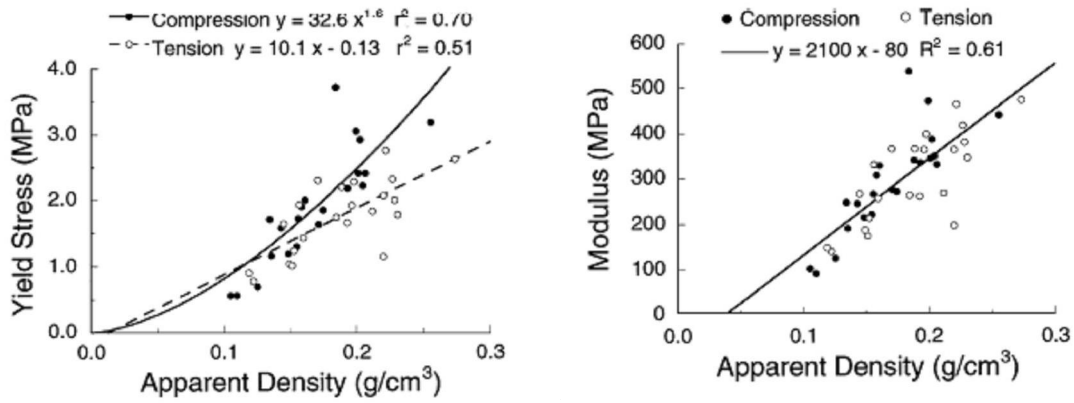 Compression y = 32.6 x^1.6 r² = 0.70
Tension y = 10.1 x - 0.13 r² = 0.51
Yield Stress (MPa)
4.0
3.0
2.0
1.0
0.0
0.0 0.1 0.2 0.3
Apparent Density (g/cm³)
Compression Tension
y = 2100 x - 80 R² = 0.61
Modulus (MPa)
600
500
400
300
200
100
0
0.0 0.1 0.2 0.3
Apparent Density (g/cm³)